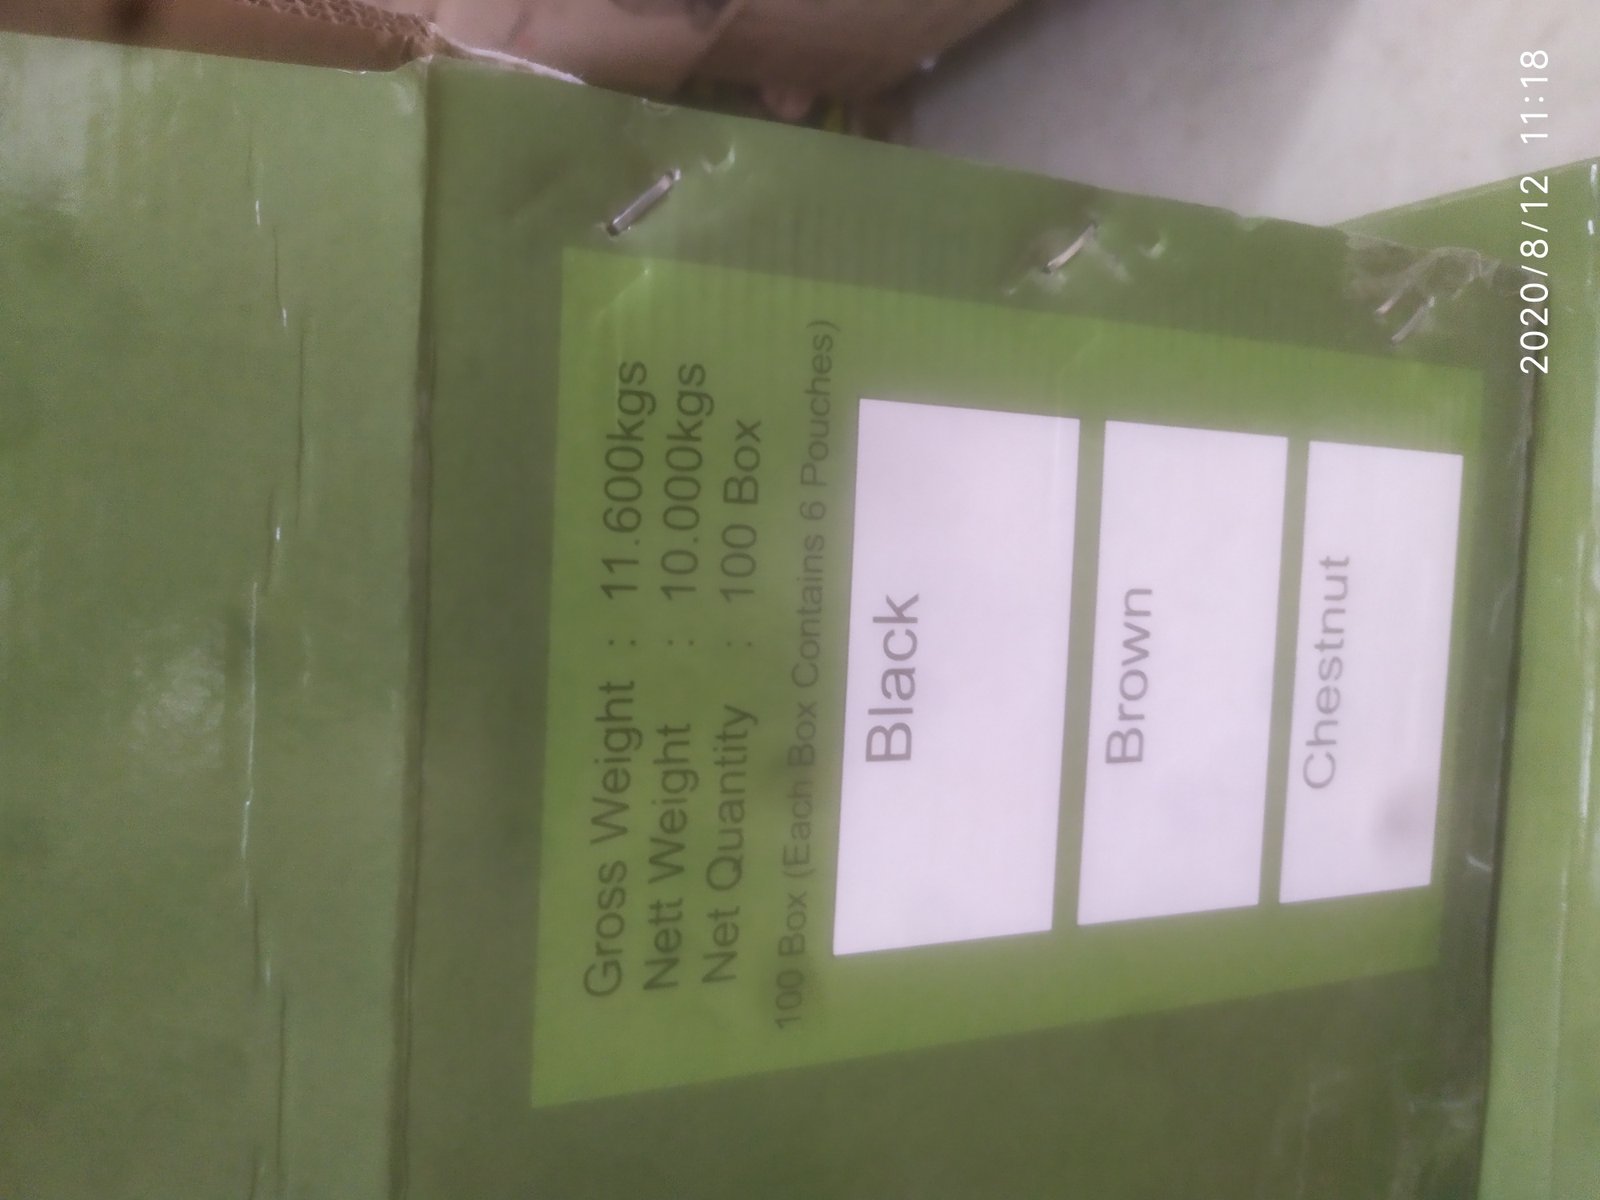 Gross Weight : 11.600kgs
Nett Weight : 10.000kgs
Net Quantity : 100 Box
100 Box (Each Box Contains 6 Pouches)
Black
Brown
Chestnut
2020/8/12 11:18